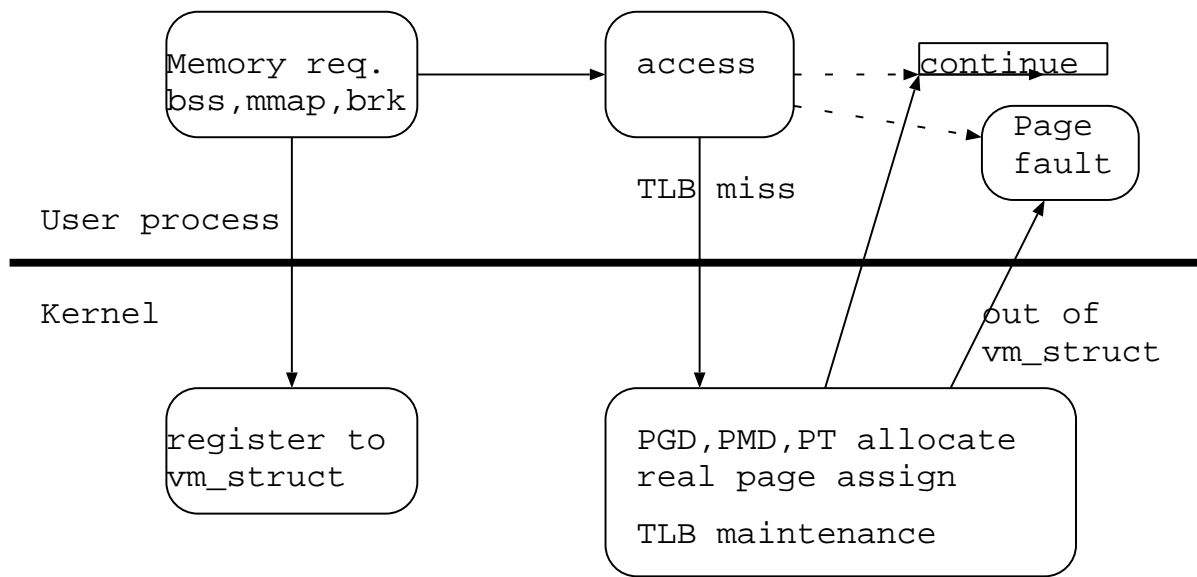 Memory req.
bss,mmap,brk
access
continue
Page
fault
TLB miss
User process
Kernel
out of
vm_struct
register to
vm_struct
PGD,PMD,PT allocate
real page assign
TLB maintenance